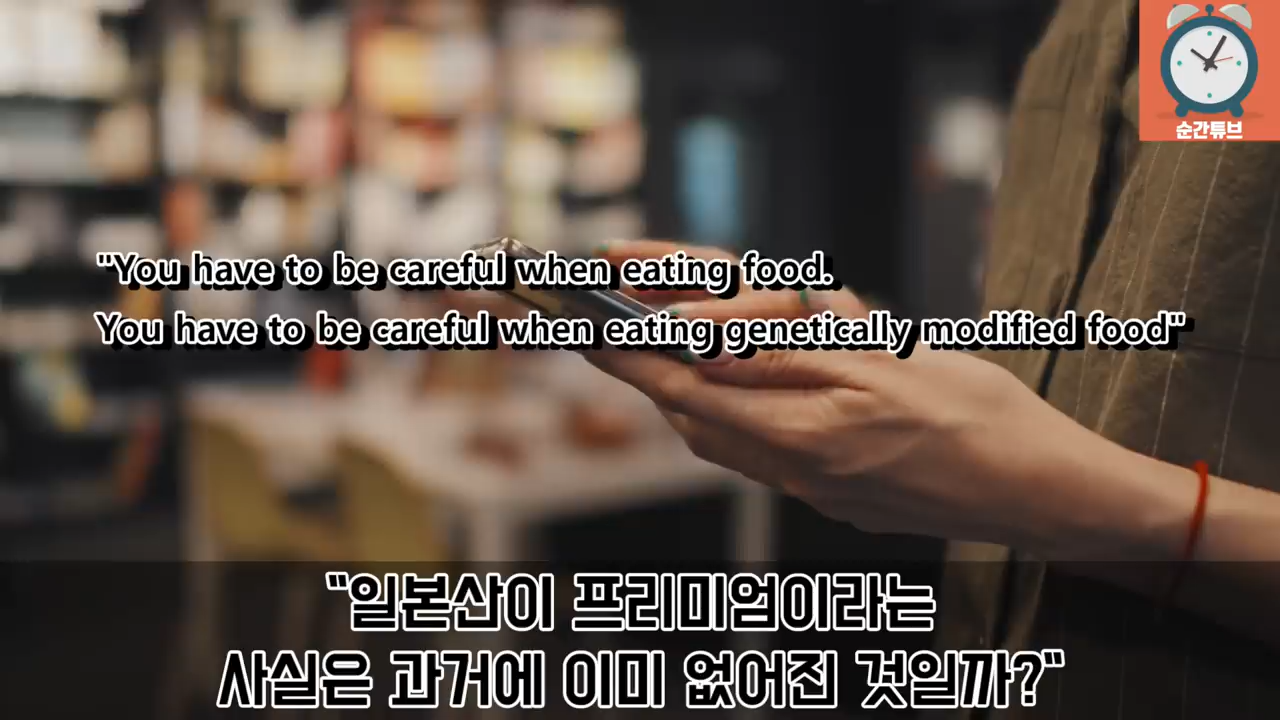 순간튜브
"You have to be careful when eating food.
You have to be careful when eating genetically modified food"
"일본산이 프리미엄이라는
사실은 과거에 이미 없어진 것일까?"